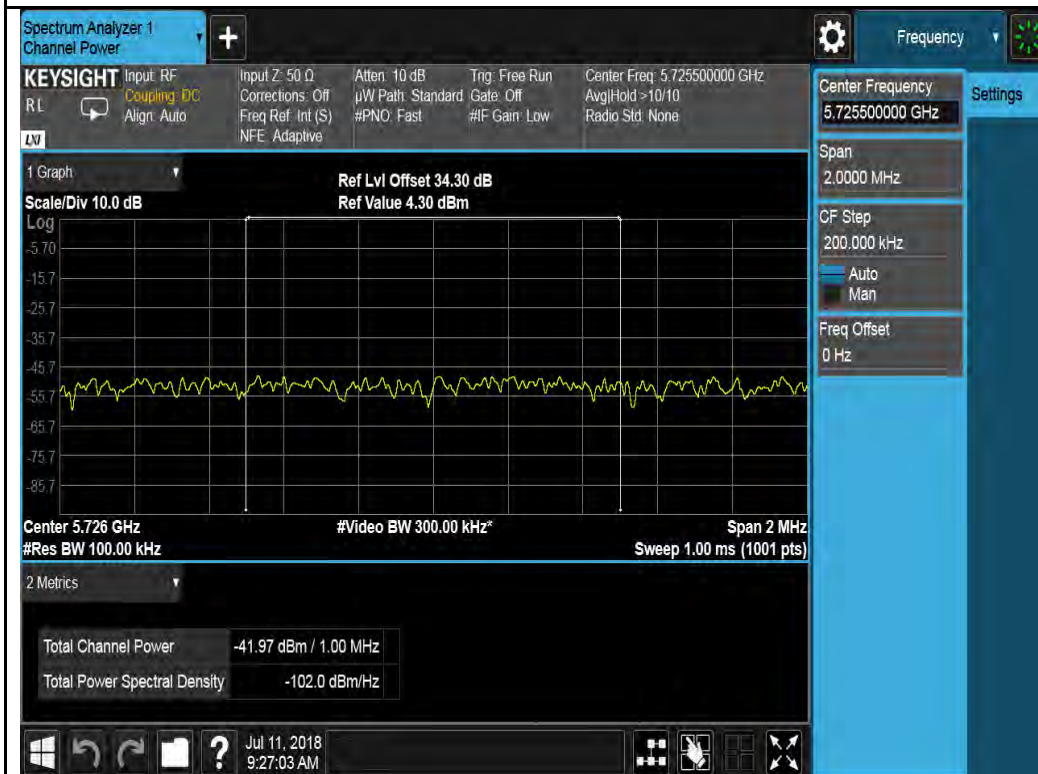 Spectrum Analyzer 1
Channel Power
+
Frequency
KEYSIGHT
Input: RF
Coupling: DC
Align: Auto
R L
LXI
Input Z: 50 Ω
Corrections: Off
Freq Ref: Int (S)
NFE: Adaptive
Atten: 10 dB
µW Path: Standard
#PNO: Fast
Trig: Free Run
Gate: Off
#IF Gain: Low
Center Freq: 5.725500000 GHz
Avg|Hold >10/10
Radio Std: None
Center Frequency
5.725500000 GHz
Settings
Span
2.0000 MHz
CF Step
200.000 kHz
Auto
Man
Freq Offset
0 Hz
1 Graph
Scale/Div 10.0 dB
Ref Lvl Offset 34.30 dB
Ref Value 4.30 dBm
Log
-5.70
-15.7
-25.7
-35.7
-45.7
-55.7
-65.7
-75.7
-85.7
Center 5.726 GHz
#Res BW 100.00 kHz
#Video BW 300.00 kHz*
Span 2 MHz
Sweep 1.00 ms (1001 pts)
2 Metrics
Total Channel Power -41.97 dBm / 1.00 MHz
Total Power Spectral Density -102.0 dBm/Hz
?
Jul 11, 2018
9:27:03 AM